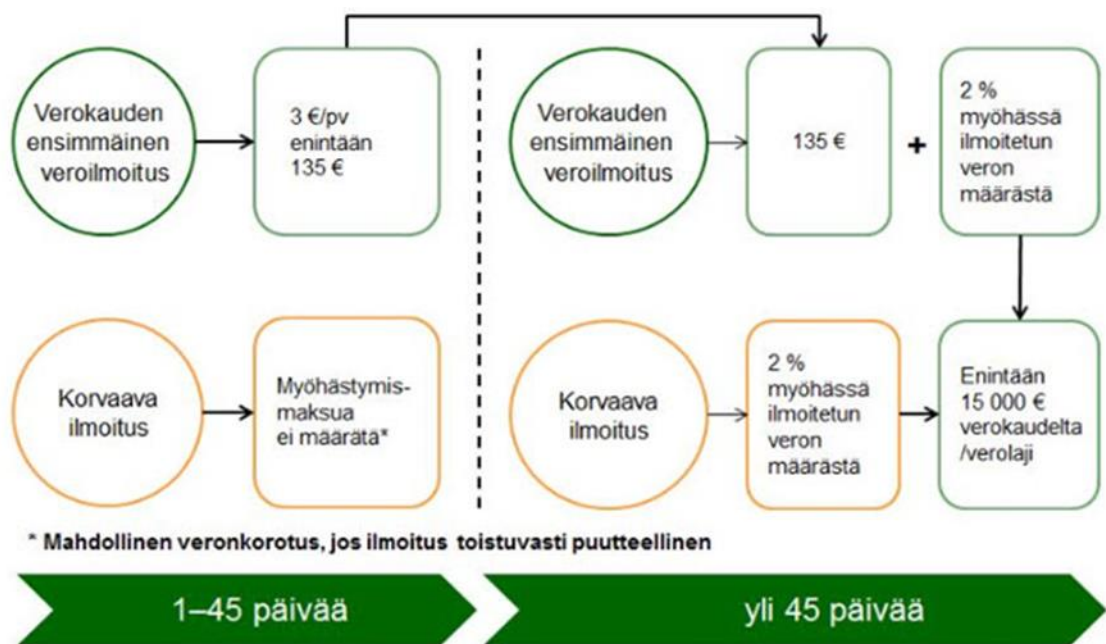 Verokauden
ensimmäinen
veroilmoitus
3 €/pv
enintään
135 €
Verokauden
ensimmäinen
veroilmoitus
135 €
+
2 %
myöhässä
ilmoitetun
veron
määrästä
Korvaava
ilmoitus
Myöhästymis-
maksua
ei määrätä*
Korvaava
ilmoitus
2 %
myöhässä
ilmoitetun
veron
määrästä
Enintään
15 000 €
verokaudelta
/verolaji
* Mahdollinen veronkorotus, jos ilmoitus toistuvasti puutteellinen
1–45 päivää
yli 45 päivää